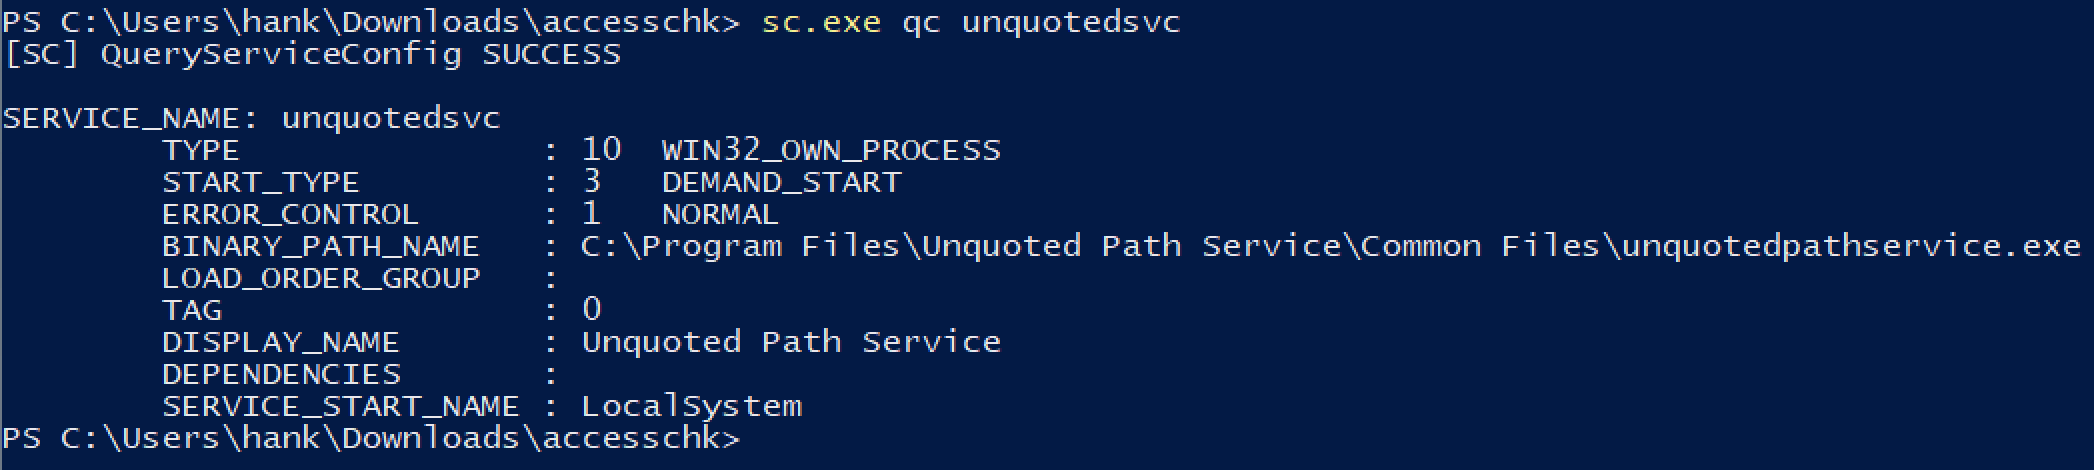 PS C:\Users\hank\Downloads\accesschk> sc.exe qc unquotedsvc
[SC] QueryServiceConfig SUCCESS

SERVICE_NAME: unquotedsvc
        TYPE               : 10  WIN32_OWN_PROCESS
        START_TYPE         : 3   DEMAND_START
        ERROR_CONTROL      : 1   NORMAL
        BINARY_PATH_NAME   : C:\Program Files\Unquoted Path Service\Common Files\unquotedpathservice.exe
        LOAD_ORDER_GROUP   :
        TAG                : 0
        DISPLAY_NAME       : Unquoted Path Service
        DEPENDENCIES       :
        SERVICE_START_NAME : LocalSystem
PS C:\Users\hank\Downloads\accesschk>